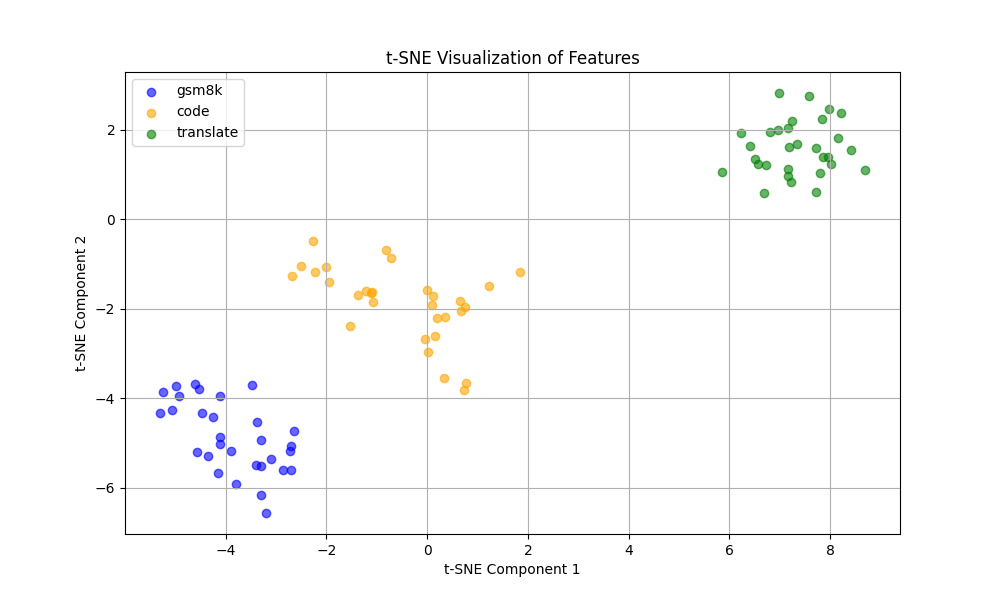 t-SNE Visualization of Features
gsm8k
code
translate
t-SNE Component 2
2
0
−2
−4
−6
−4
−2
0
2
4
6
8
t-SNE Component 1